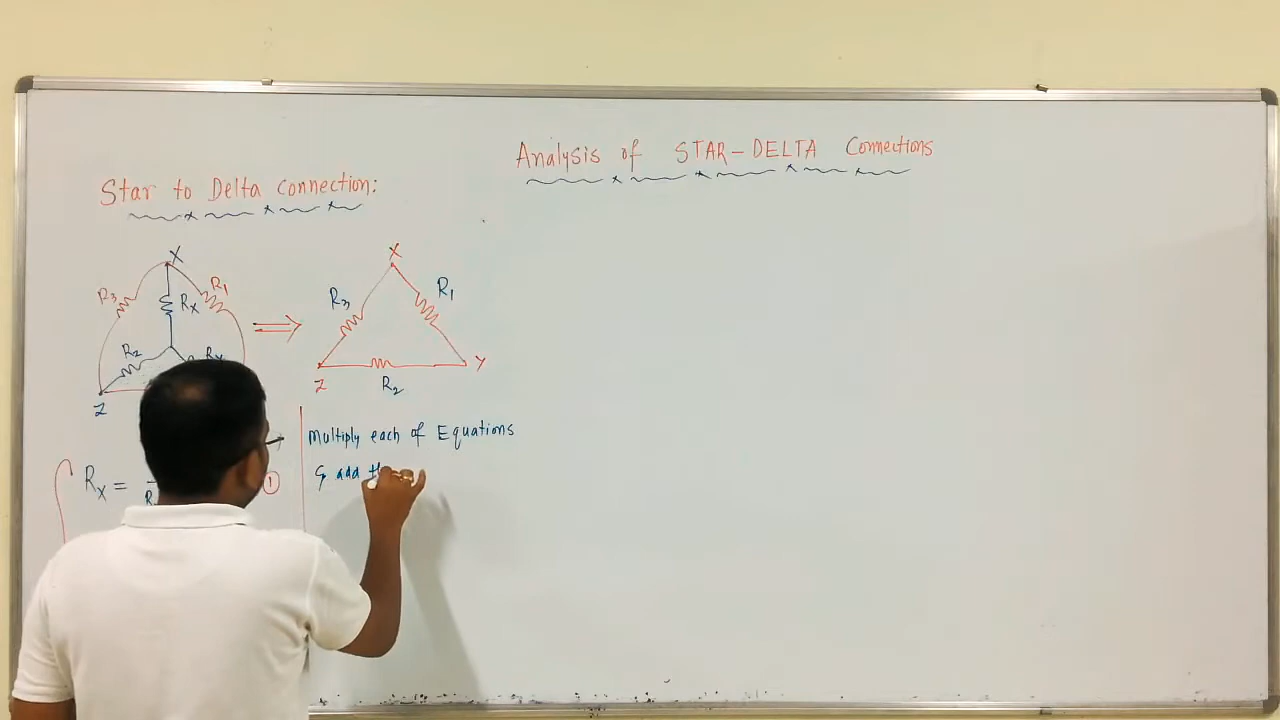 Analysis of STAR-DELTA Connections
Star to Delta Connection:
X
R3
R1
RX
R2
Z
X
R3
R1
Z
Y
R2
Multiply each of Equations
& add
RX =
1